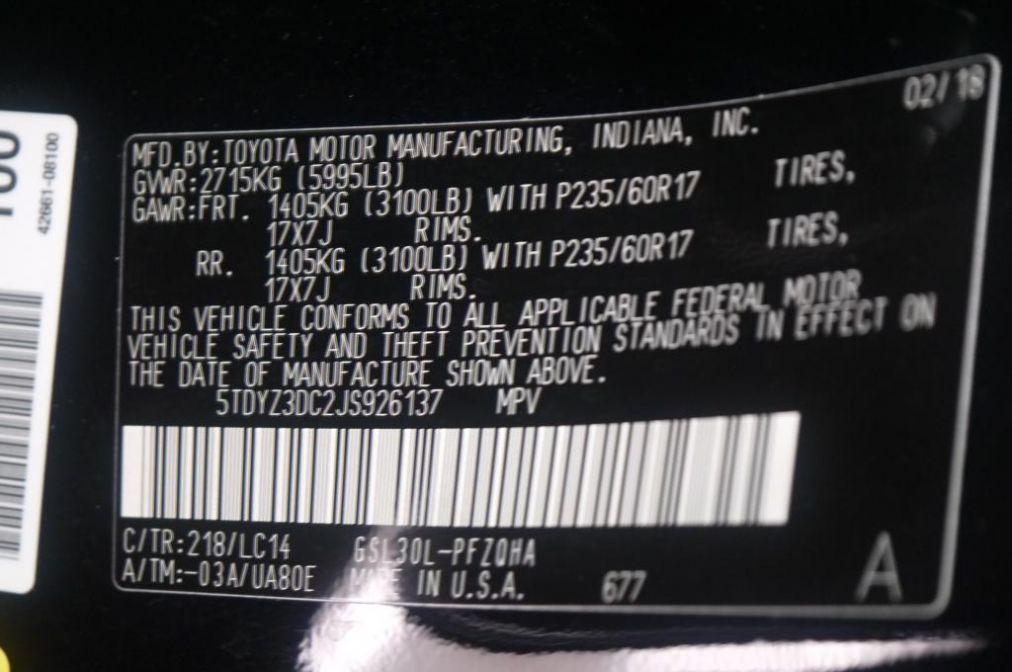 02/18
MFD.BY:TOYOTA MOTOR MANUFACTURING, INDIANA, INC.
GVWR:2715KG (5995LB)
GAWR:FRT. 1405KG (3100LB) WITH P235/60R17 TIRES,
17X7J RIMS.
RR. 1405KG (3100LB) WITH P235/60R17 TIRES,
17X7J RIMS.
THIS VEHICLE CONFORMS TO ALL APPLICABLE FEDERAL MOTOR
VEHICLE SAFETY AND THEFT PREVENTION STANDARDS IN EFFECT ON
THE DATE OF MANUFACTURE SHOWN ABOVE.
5TDYZ3DC2JS926137 MPV
C/TR:218/LC14 GSL30L-PFZQHA
A/TM:-03A/UA80E MADE IN U.S.A. 677
A
42661-08100